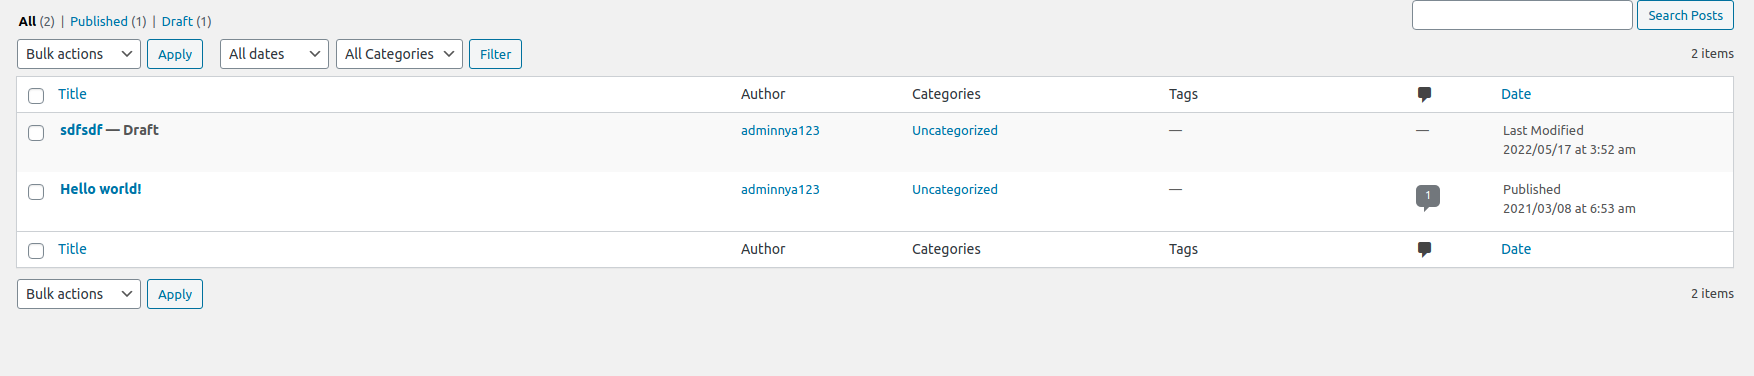 All (2) | Published (1) | Draft (1)
Search Posts
Bulk actions Apply All dates All Categories Filter 2 items
Title Author Categories Tags Date
sdfsdf — Draft adminnya123 Uncategorized — — Last Modified
2022/05/17 at 3:52 am
Hello world! adminnya123 Uncategorized — 1 Published
2021/03/08 at 6:53 am
Title Author Categories Tags Date
Bulk actions Apply 2 items